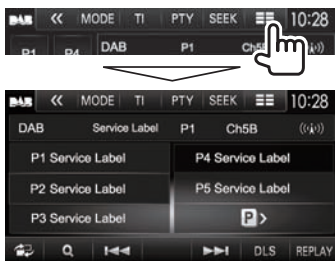 DAB « MODE TI PTY SEEK 10:28
P1 P4 DAB P1 Ch5B
DAB « MODE TI PTY SEEK 10:28
DAB Service Label P1 Ch5B
P1 Service Label P4 Service Label
P2 Service Label P5 Service Label
P3 Service Label P >
DLS REPLAY